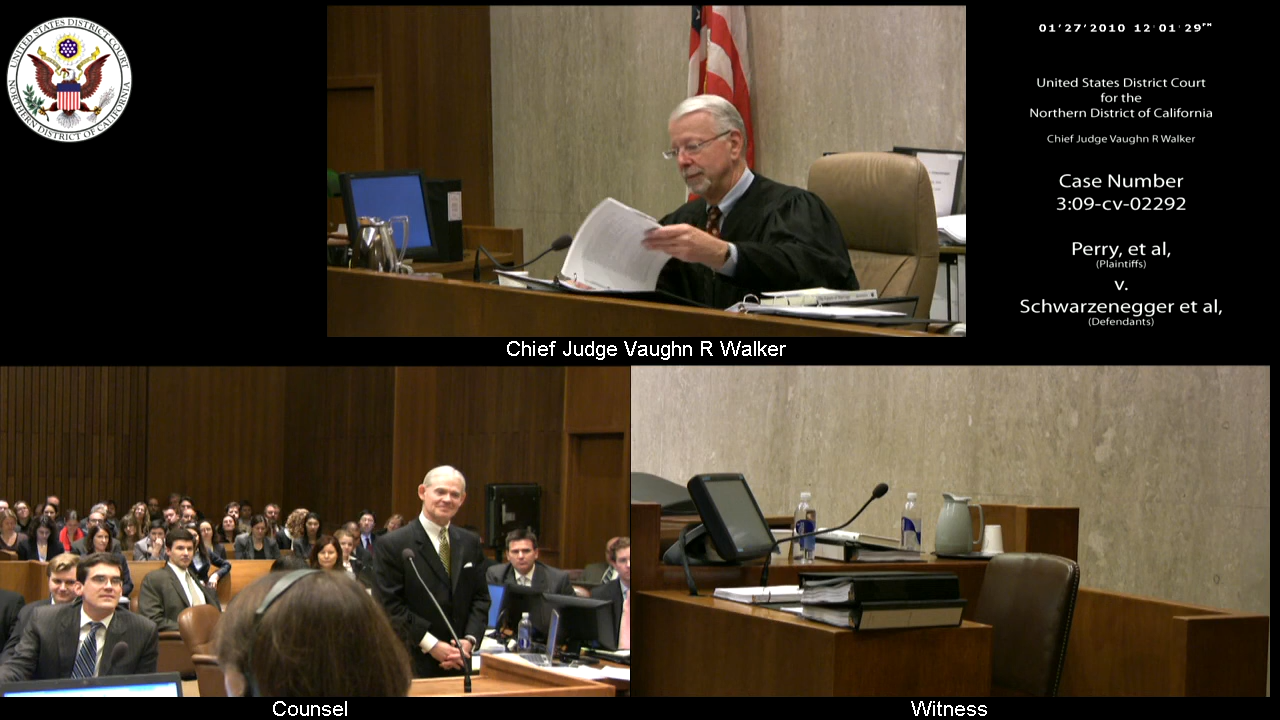 UNITED STATES DISTRICT COURT
NORTHERN DISTRICT OF CALIFORNIA
01'27'2010 12:01:29PM
United States District Court
for the
Northern District of California
Chief Judge Vaughn R Walker
Case Number
3:09-cv-02292
Perry, et al,
(Plaintiffs)
v.
Schwarzenegger et al,
(Defendants)
Chief Judge Vaughn R Walker
Counsel
Witness